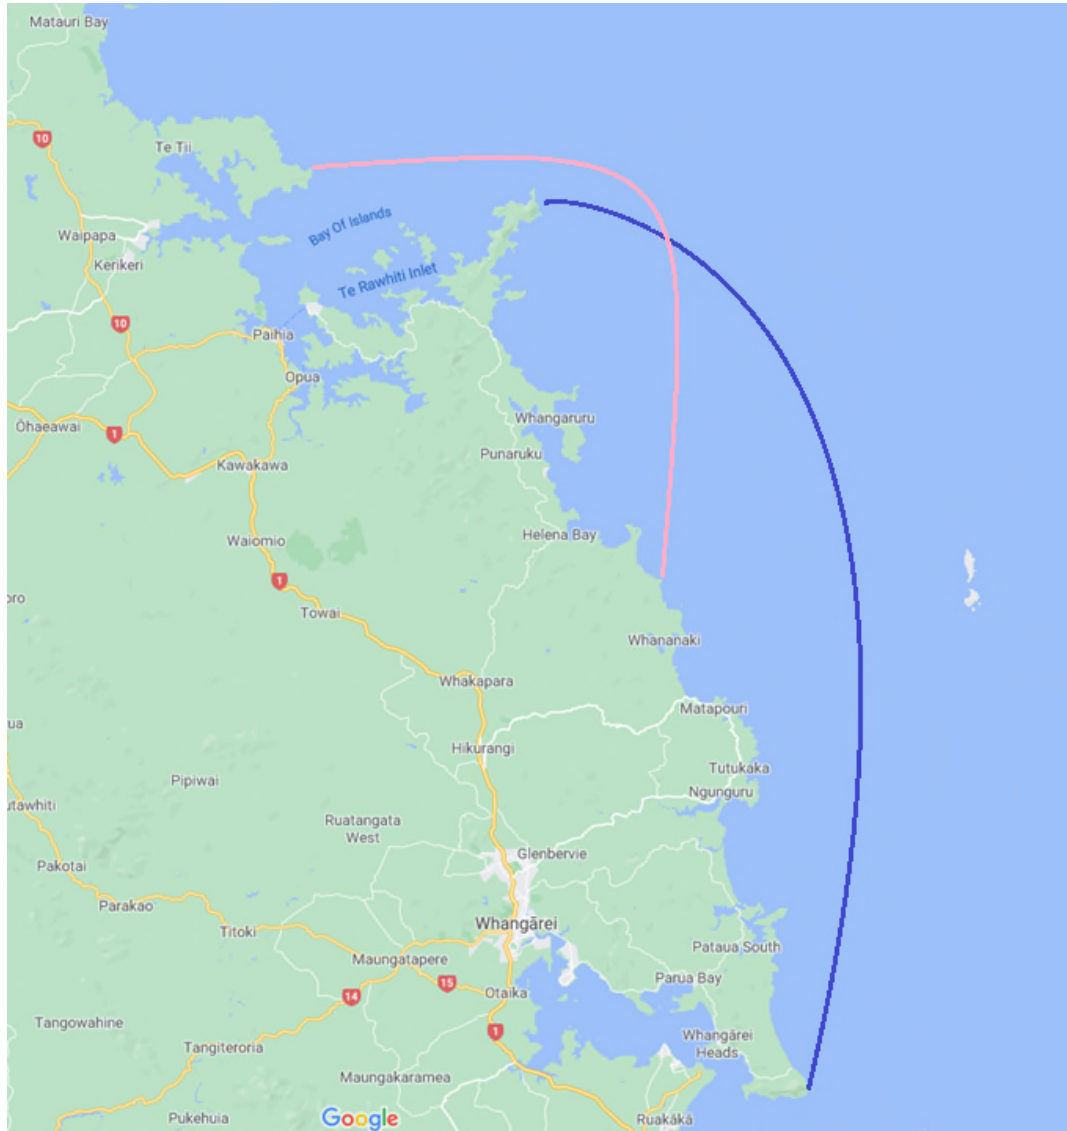 Matauri Bay
10
Te Tii
Bay Of Islands
Waipapa
Kerikeri
Te Rawhiti Inlet
10
Paihia
Opua
Whangaruru
Ōhaeawai
1
Punaruku
Kawakawa
Helena Bay
Waiomio
1
oro
Towai
Whananaki
Whakapara
Matapouri
ua
Hikurangi
Tutukaka
Pipiwai
Ngunguru
utawhiti
Ruatangata
West
Glenbervie
Pakotai
Parakao
Whangārei
Titoki
Pataua South
Maungatapere
Parua Bay
15
Otaika
14
Tangowahine
1
Whangārei
Heads
Tangiteroria
Maungakaramea
Pukehuia
Google
Ruakākā